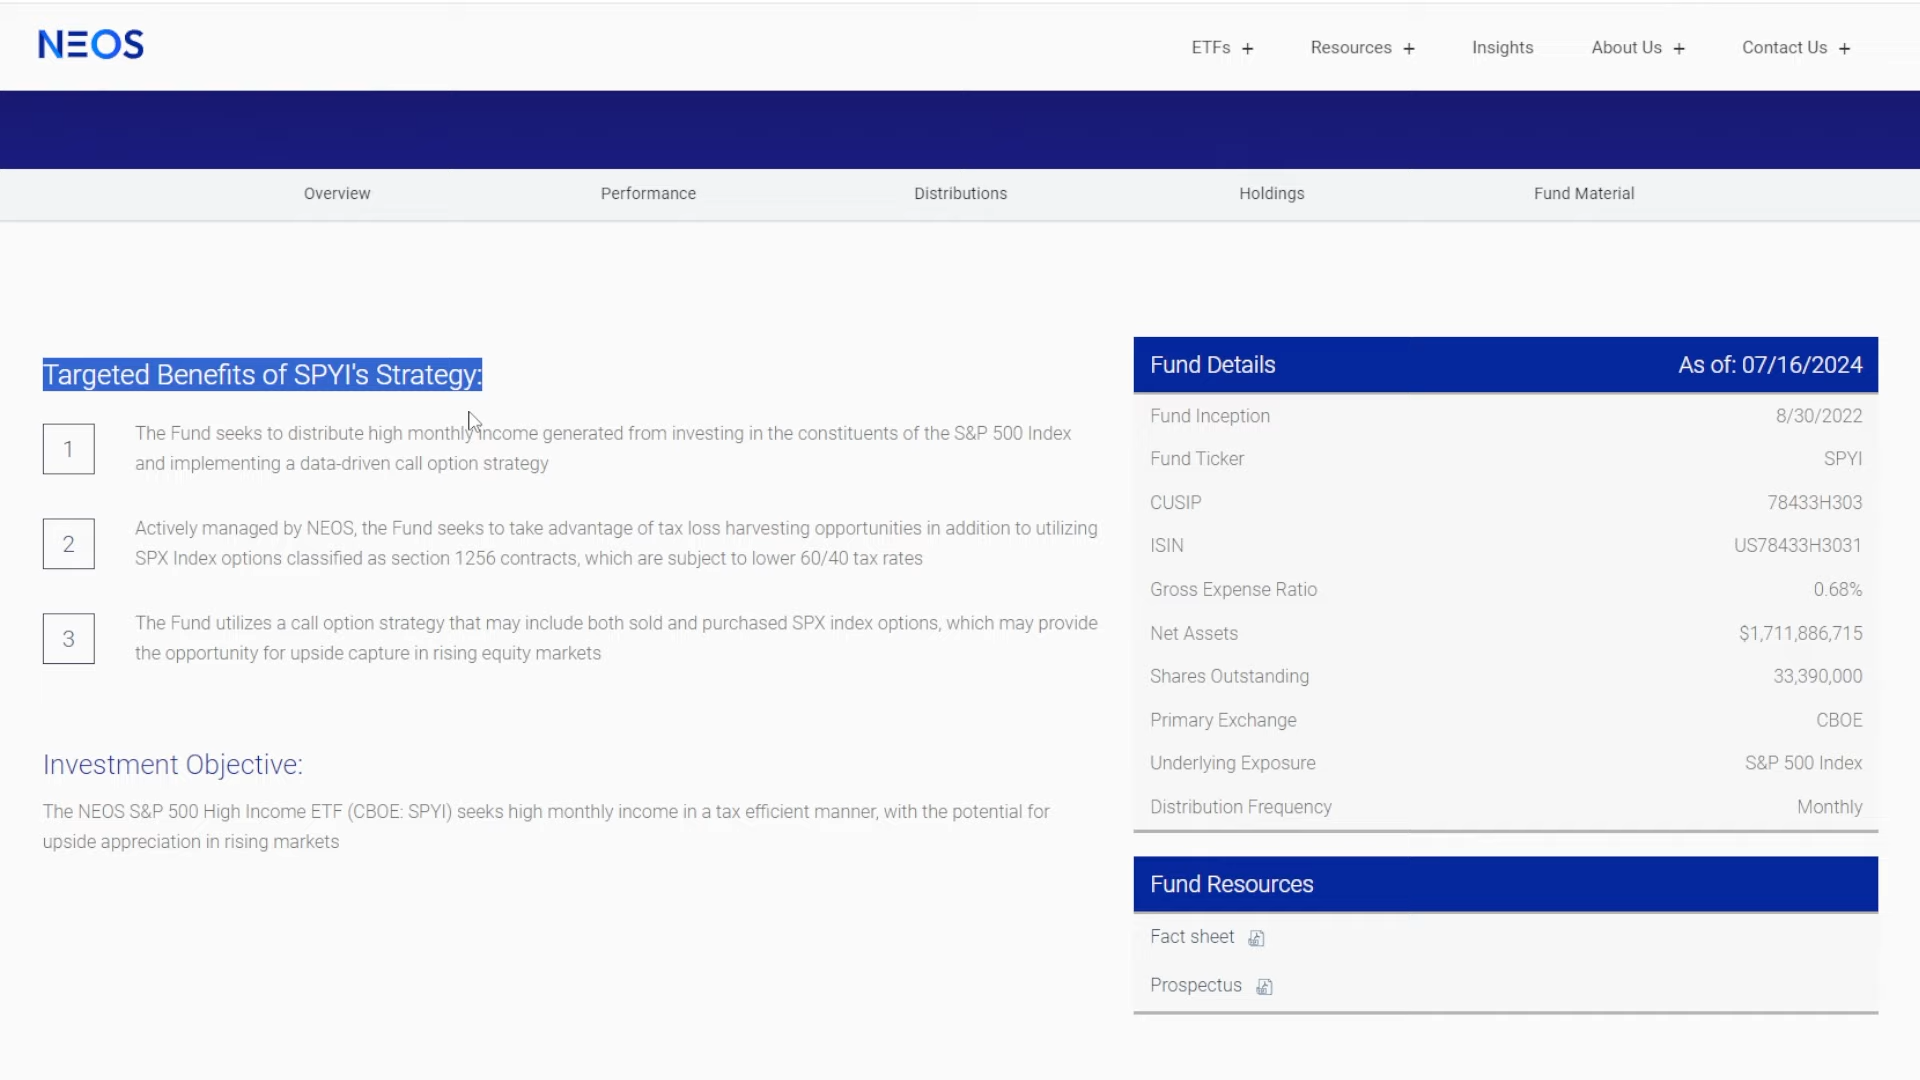 NEOS
ETFs +
Resources +
Insights
About Us +
Contact Us +
Overview
Performance
Distributions
Holdings
Fund Material
Targeted Benefits of SPYI's Strategy:
1
The Fund seeks to distribute high monthly income generated from investing in the constituents of the S&P 500 Index
and implementing a data-driven call option strategy
2
Actively managed by NEOS, the Fund seeks to take advantage of tax loss harvesting opportunities in addition to utilizing
SPX Index options classified as section 1256 contracts, which are subject to lower 60/40 tax rates
3
The Fund utilizes a call option strategy that may include both sold and purchased SPX index options, which may provide
the opportunity for upside capture in rising equity markets
Investment Objective:
The NEOS S&P 500 High Income ETF (CBOE: SPYI) seeks high monthly income in a tax efficient manner, with the potential for
upside appreciation in rising markets
Fund Details As of: 07/16/2024
Fund Inception 8/30/2022
Fund Ticker SPYI
CUSIP 78433H303
ISIN US78433H3031
Gross Expense Ratio 0.68%
Net Assets $1,711,886,715
Shares Outstanding 33,390,000
Primary Exchange CBOE
Underlying Exposure S&P 500 Index
Distribution Frequency Monthly
Fund Resources
Fact sheet
Prospectus